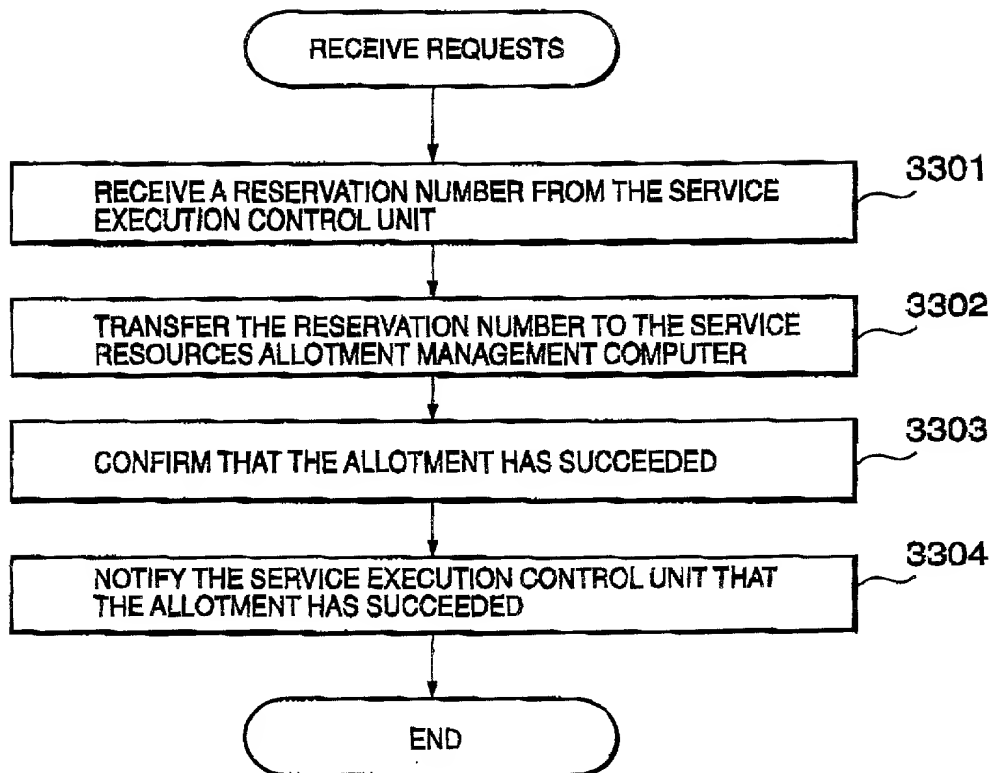 RECEIVE REQUESTS
3301
RECEIVE A RESERVATION NUMBER FROM THE SERVICE
EXECUTION CONTROL UNIT
3302
TRANSFER THE RESERVATION NUMBER TO THE SERVICE
RESOURCES ALLOTMENT MANAGEMENT COMPUTER
3303
CONFIRM THAT THE ALLOTMENT HAS SUCCEEDED
3304
NOTIFY THE SERVICE EXECUTION CONTROL UNIT THAT
THE ALLOTMENT HAS SUCCEEDED
END